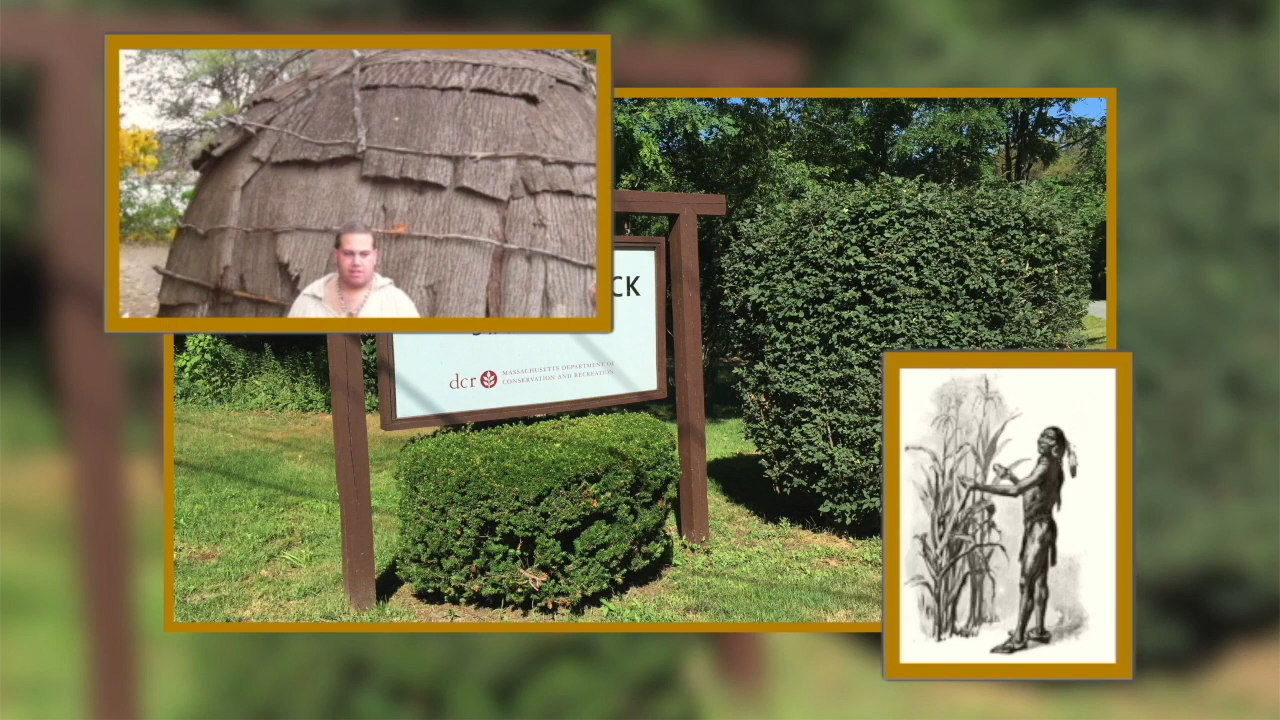 CK
dcr MASSACHUSETTS DEPARTMENT OF
CONSERVATION AND RECREATION